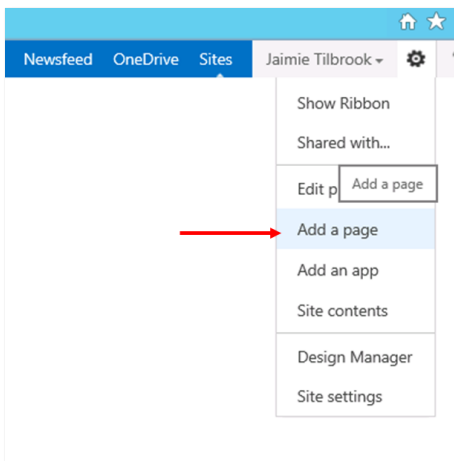 Newsfeed OneDrive Sites Jaimie Tilbrook
Show Ribbon
Shared with...
Edit p
Add a page
Add a page
Add an app
Site contents
Design Manager
Site settings